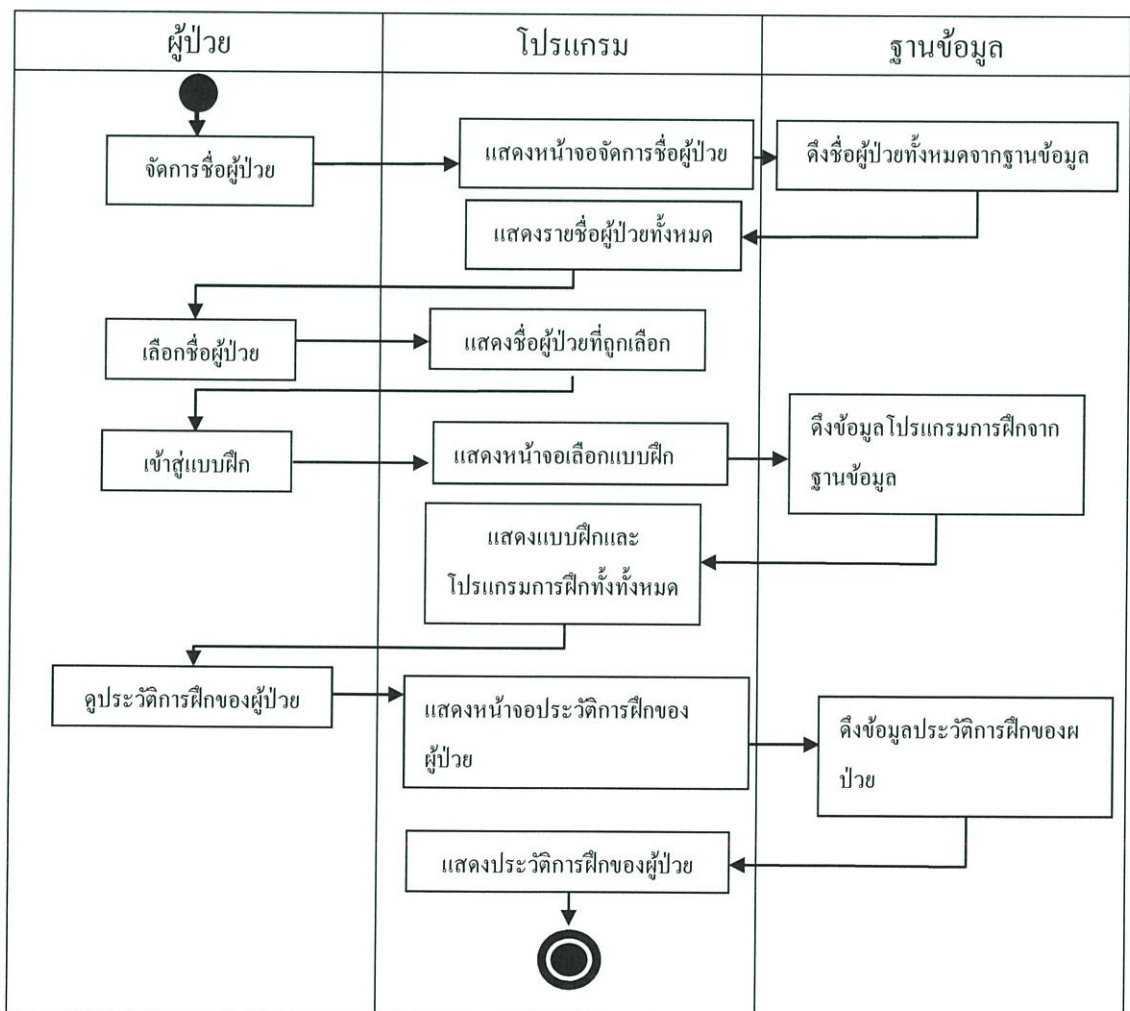 ผู้ป่วย
โปรแกรม
ฐานข้อมูล
จัดการชื่อผู้ป่วย
แสดงหน้าจอจัดการชื่อผู้ป่วย
ดึงชื่อผู้ป่วยทั้งหมดจากฐานข้อมูล
แสดงรายชื่อผู้ป่วยทั้งหมด
เลือกชื่อผู้ป่วย
แสดงชื่อผู้ป่วยที่ถูกเลือก
เข้าสู่แบบฝึก
แสดงหน้าจอเลือกแบบฝึก
ดึงข้อมูลโปรแกรมการฝึกจาก
ฐานข้อมูล
แสดงแบบฝึกและ
โปรแกรมการฝึกทั้งทั้งหมด
ดูประวัติการฝึกของผู้ป่วย
แสดงหน้าจอประวัติการฝึกของ
ผู้ป่วย
ดึงข้อมูลประวัติการฝึกของผ
ป่วย
แสดงประวัติการฝึกของผู้ป่วย